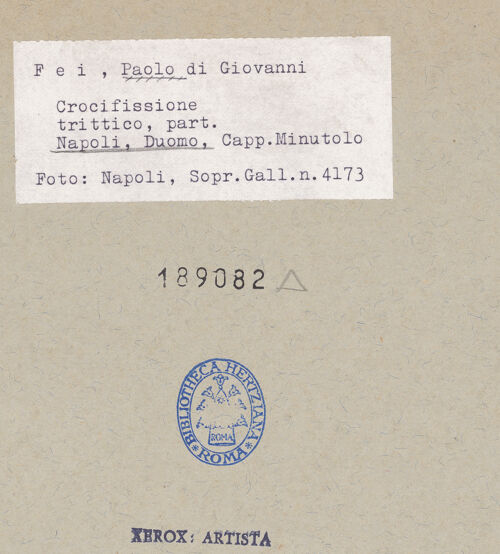 F e i , Paolo di Giovanni
Crocifissione
trittico, part.
Napoli, Duomo, Capp.Minutolo
Foto: Napoli, Sopr.Gall.n.4173
189082
BIBLIOTHECA HERTZIANA
ROMA
ROMA
XEROX: ARTISTA